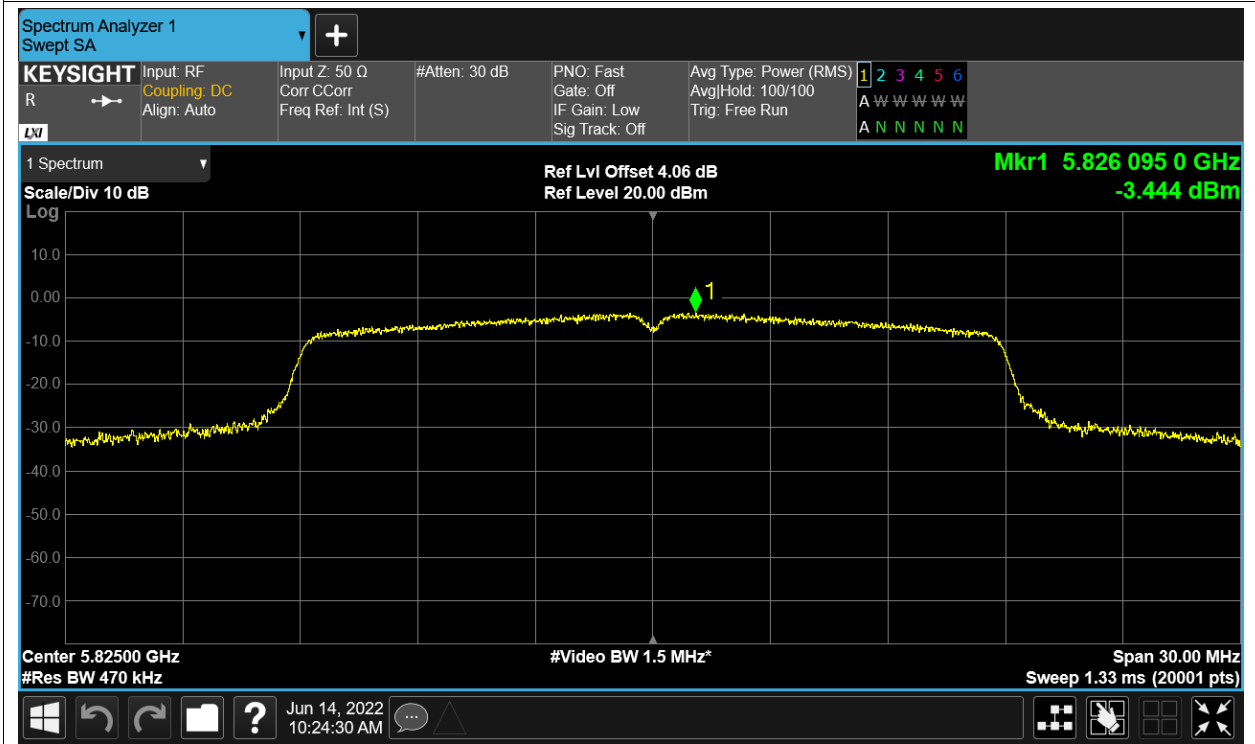 Spectrum Analyzer 1
Swept SA
+
KEYSIGHT
R
LXI
Input: RF
Coupling: DC
Align: Auto
Input Z: 50 Ω
Corr CCorr
Freq Ref: Int (S)
#Atten: 30 dB
PNO: Fast
Gate: Off
IF Gain: Low
Sig Track: Off
Avg Type: Power (RMS)
Avg|Hold: 100/100
Trig: Free Run
1 2 3 4 5 6
A W W W W W
A N N N N N
1 Spectrum
Scale/Div 10 dB
Log
Ref Lvl Offset 4.06 dB
Ref Level 20.00 dBm
Mkr1 5.826 095 0 GHz
-3.444 dBm
1
10.0
0.00
-10.0
-20.0
-30.0
-40.0
-50.0
-60.0
-70.0
Center 5.82500 GHz
#Res BW 470 kHz
#Video BW 1.5 MHz*
Span 30.00 MHz
Sweep 1.33 ms (20001 pts)
?
Jun 14, 2022
10:24:30 AM